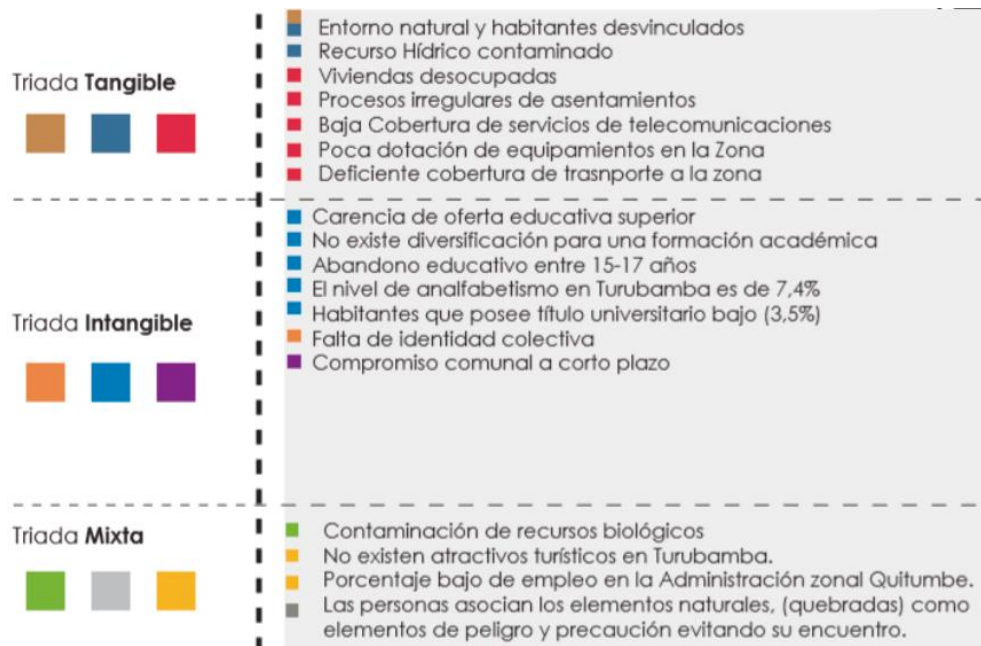 Triada Tangible
Entorno natural y habitantes desvinculados
Recurso Hídrico contaminado
Viviendas desocupadas
Procesos irregulares de asentamientos
Baja Cobertura de servicios de telecomunicaciones
Poca dotación de equipamientos en la Zona
Deficiente cobertura de trasnporte a la zona
Triada Intangible
Carencia de oferta educativa superior
No existe diversificación para una formación académica
Abandono educativo entre 15-17 años
El nivel de analfabetismo en Turubamba es de 7,4%
Habitantes que posee título universitario bajo (3,5%)
Falta de identidad colectiva
Compromiso comunal a corto plazo
Triada Mixta
Contaminación de recursos biológicos
No existen atractivos turísticos en Turubamba.
Porcentaje bajo de empleo en la Administración zonal Quitumbe.
Las personas asocian los elementos naturales, (quebradas) como
elementos de peligro y precaución evitando su encuentro.